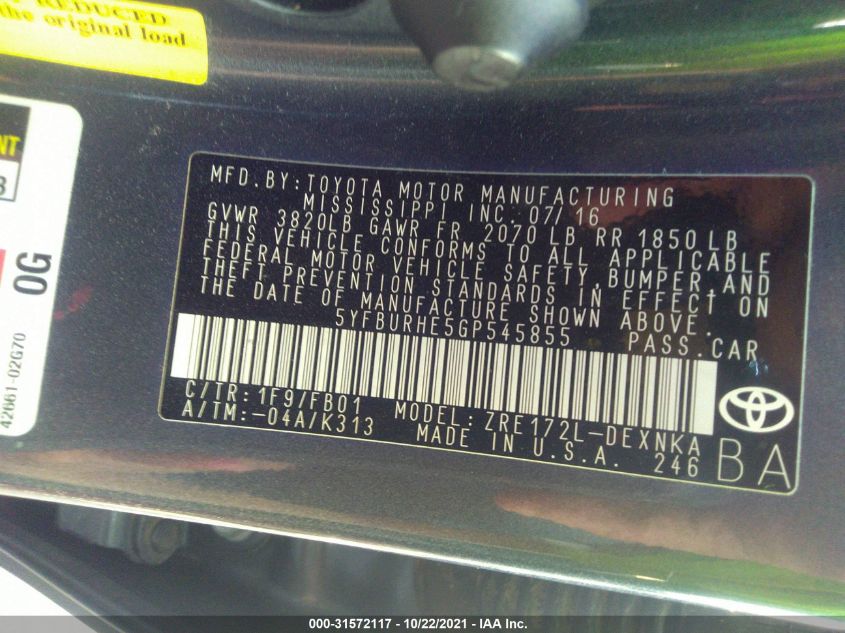 REDUCED
the original load
NT
3
0G
42661-02G70
MFD.BY:TOYOTA MOTOR MANUFACTURING
MISSISSIPPI INC. 07/16
GVWR 3820LB GAWR FR 2070 LB, RR 1850 LB
THIS VEHICLE CONFORMS TO ALL APPLICABLE
FEDERAL MOTOR VEHICLE SAFETY, BUMPER, AND
THEFT PREVENTION STANDARDS IN EFFECT ON
THE DATE OF MANUFACTURE SHOWN ABOVE.
5YFBURHE5GP545855 PASS.CAR
C/TR:1F9/FB01 MODEL:ZRE172L-DEXNKA
A/TM:-04A/K313 MADE IN U.S.A. 246
BA
000-31572117 - 10/22/2021 - IAA Inc.